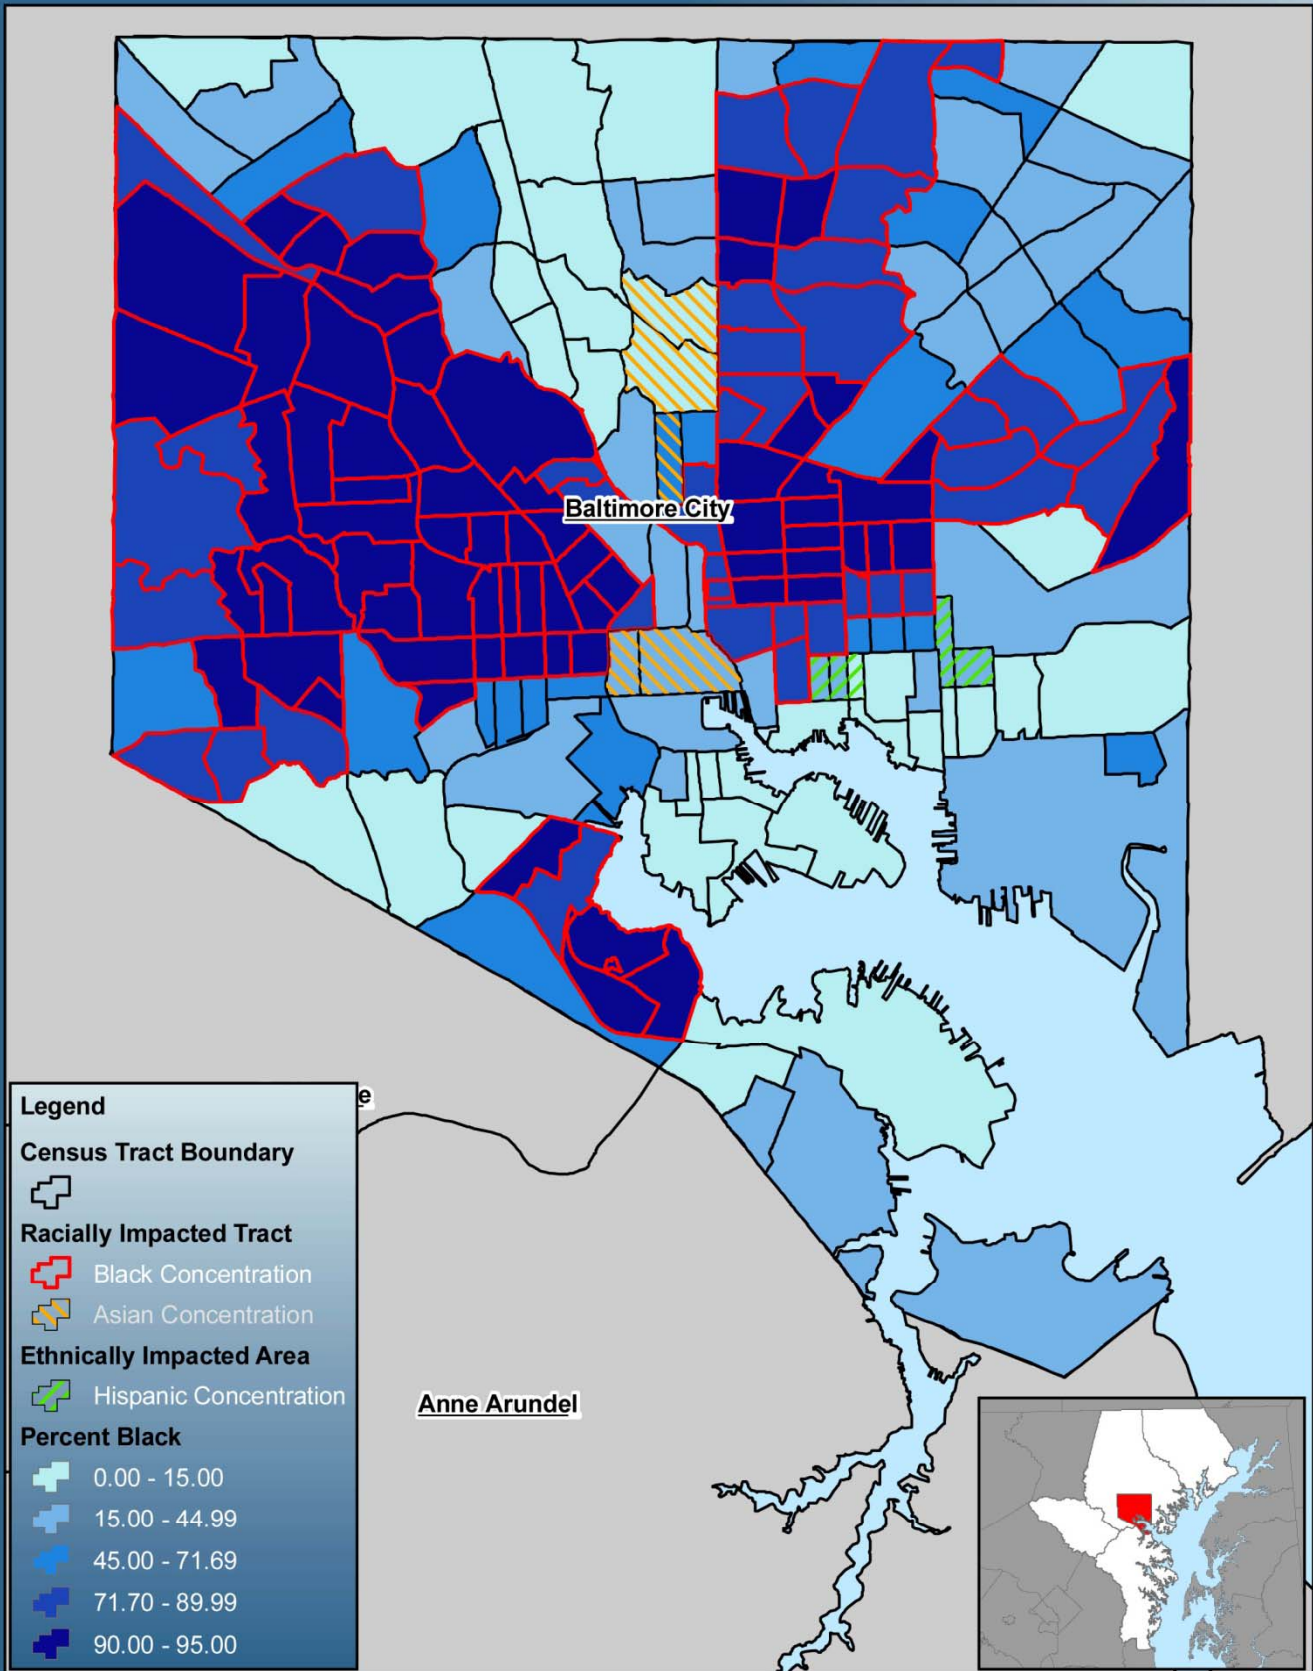 Baltimore City
e
Legend
Census Tract Boundary
Racially Impacted Tract
Black Concentration
Asian Concentration
Ethnically Impacted Area
Hispanic Concentration
Percent Black
0.00 - 15.00
15.00 - 44.99
45.00 - 71.69
71.70 - 89.99
90.00 - 95.00
Anne Arundel